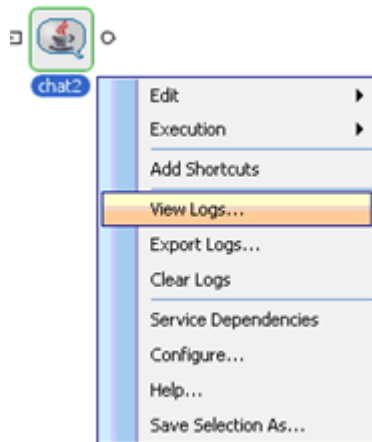 chat2
Edit
Execution
Add Shortcuts
View Logs...
Export Logs...
Clear Logs
Service Dependencies
Configure...
Help...
Save Selection As...